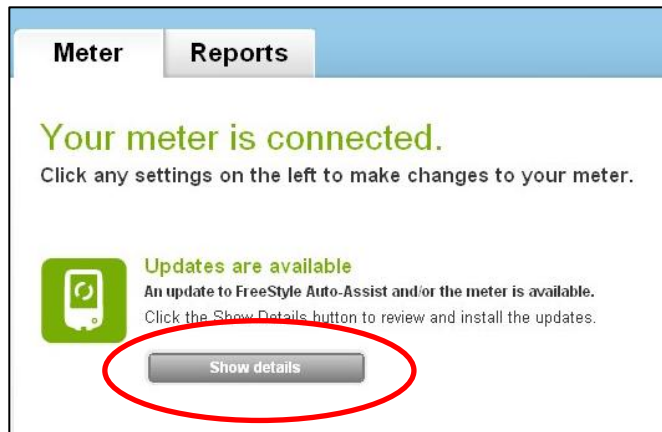 Meter Reports
Your meter is connected.
Click any settings on the left to make changes to your meter.
Updates are available
An update to FreeStyle Auto-Assist and/or the meter is available.
Click the Show Details button to review and install the updates.
Show details